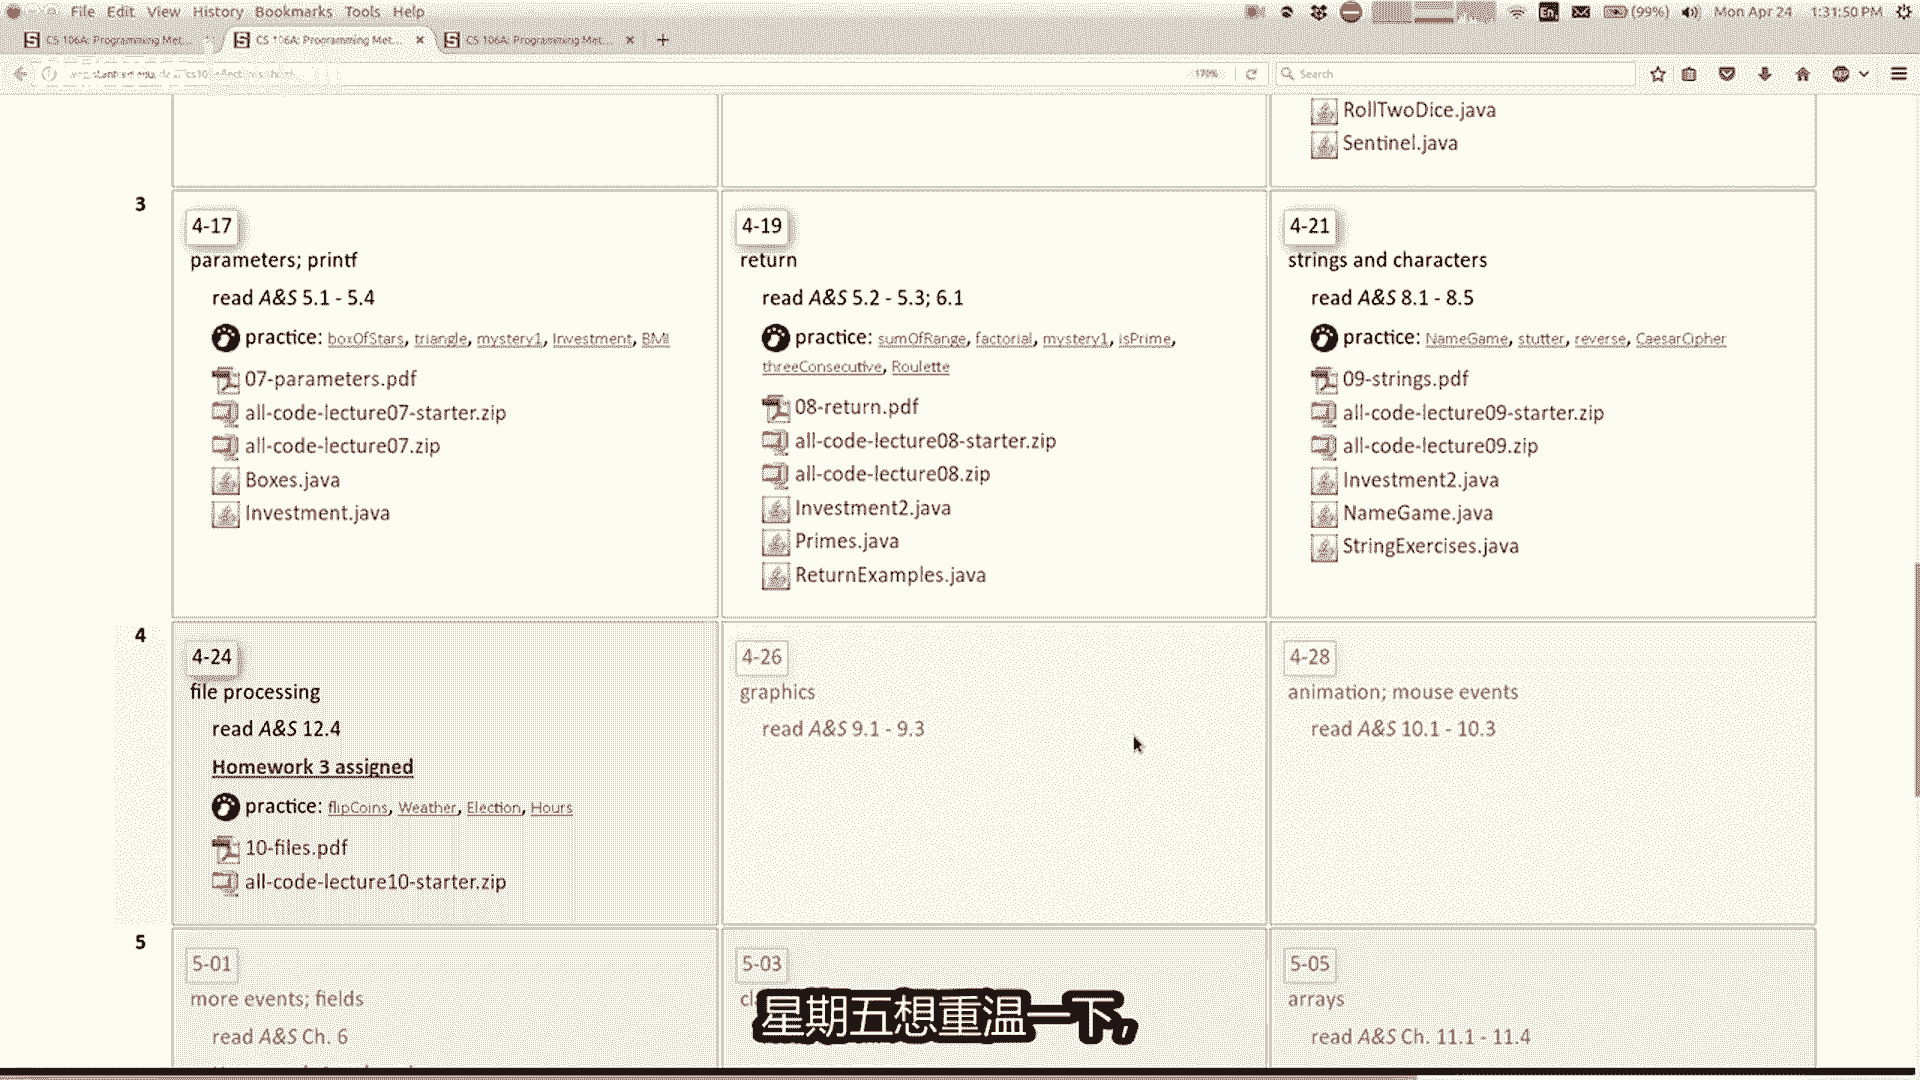 File Edit View History Bookmarks Tools Help
(99%) Mon Apr 24 1:31:50 PM
CS 106A: Programming Met... CS 106A: Programming Met... CS 106A: Programming Met...
170% Search
RollTwoDice.java
Sentinel.java
3
4-17
parameters; printf
read A&S 5.1 - 5.4
practice: boxOfStars, triangle, mystery1, Investment, BMI
07-parameters.pdf
all-code-lecture07-starter.zip
all-code-lecture07.zip
Boxes.java
Investment.java
4-19
return
read A&S 5.2 - 5.3; 6.1
practice: sumOfRange, factorial, mystery1, isPrime,
threeConsecutive, Roulette
08-return.pdf
all-code-lecture08-starter.zip
all-code-lecture08.zip
Investment2.java
Primes.java
ReturnExamples.java
4-21
strings and characters
read A&S 8.1 - 8.5
practice: NameGame, stutter, reverse, CaesarCipher
09-strings.pdf
all-code-lecture09-starter.zip
all-code-lecture09.zip
Investment2.java
NameGame.java
StringExercises.java
4
4-24
file processing
read A&S 12.4
Homework 3 assigned
practice: flipCoins, Weather, Election, Hours
10-files.pdf
all-code-lecture10-starter.zip
4-26
graphics
read A&S 9.1 - 9.3
4-28
animation; mouse events
read A&S 10.1 - 10.3
5
5-01
more events; fields
read A&S Ch. 6
5-03
5-05
arrays
read A&S Ch. 11.1 - 11.4
星期五想重温一下,